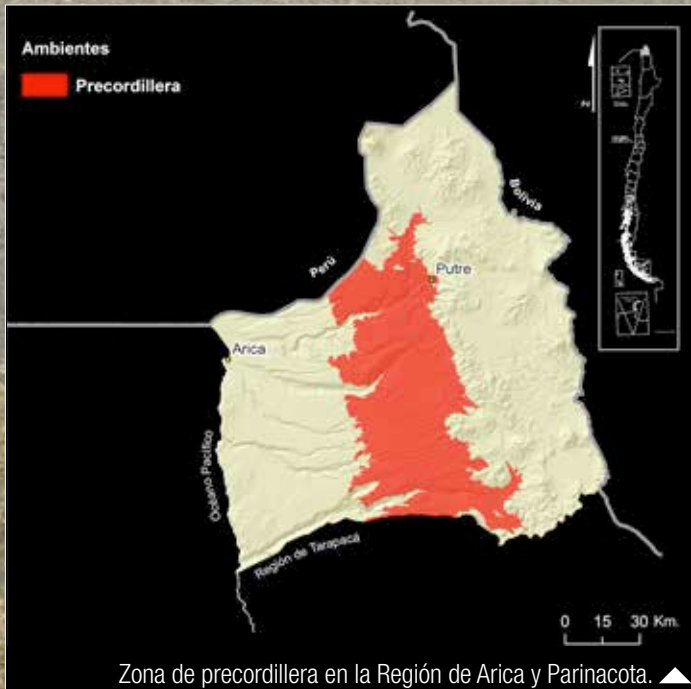 Ambientes
Precordillera
Bolivia
Perú
Putre
Arica
Océano Pacífico
Región de Tarapacá
0 15 30 Km.
Zona de precordillera en la Región de Arica y Parinacota.